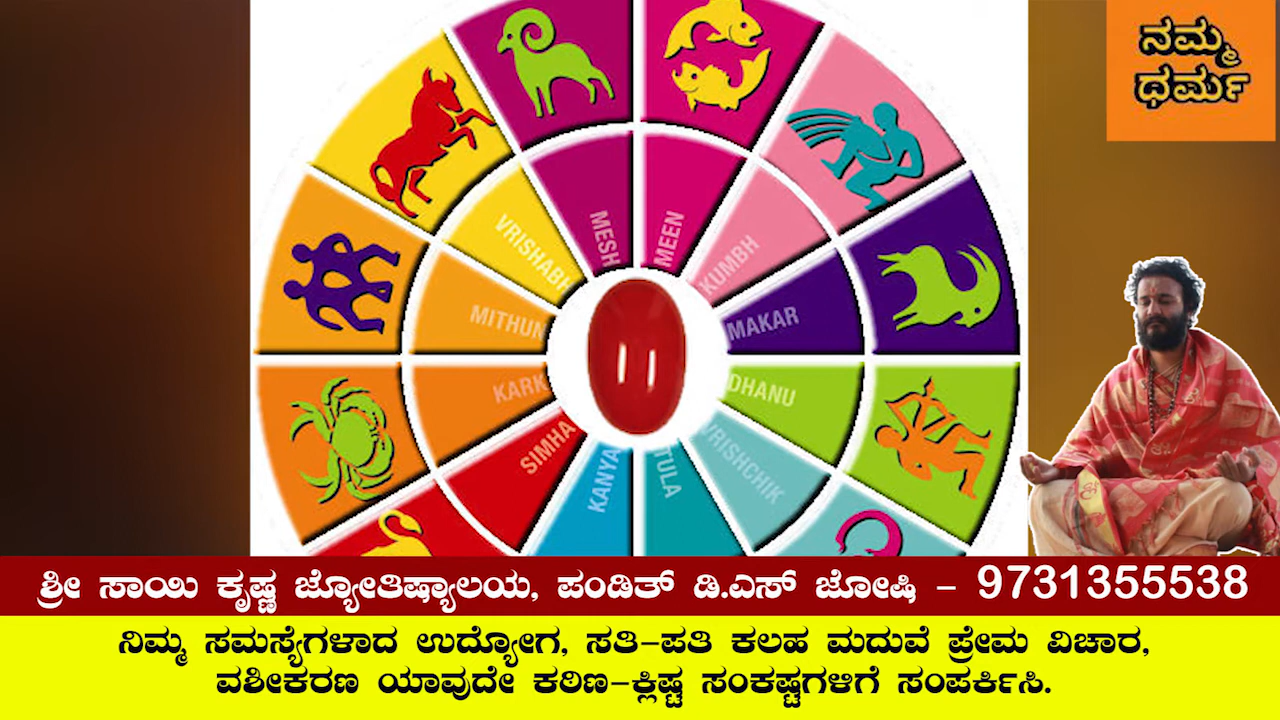 ನಮ್ಮ
ಧರ್ಮ
MESH
MEEN
VRISHABH
KUMBH
MITHUN
MAKAR
KARK
DHANU
SIMHA
VRISHCHIK
KANYA
TULA
ಶ್ರೀ ಸಾಯಿ ಕೃಷ್ಣ ಜ್ಯೋತಿಷ್ಯಾಲಯ, ಪಂಡಿತ್ ಡಿ.ಎಸ್ ಜೋಷಿ - 9731355538
ನಿಮ್ಮ ಸಮಸ್ಯೆಗಳಾದ ಉದ್ಯೋಗ, ಸತಿ-ಪತಿ ಕಲಹ ಮದುವೆ ಪ್ರೇಮ ವಿಚಾರ,
ವಶೀಕರಣ ಯಾವುದೇ ಕಠಿಣ-ಕ್ಲಿಷ್ಟ ಸಂಕಷ್ಟಗಳಿಗೆ ಸಂಪರ್ಕಿಸಿ.